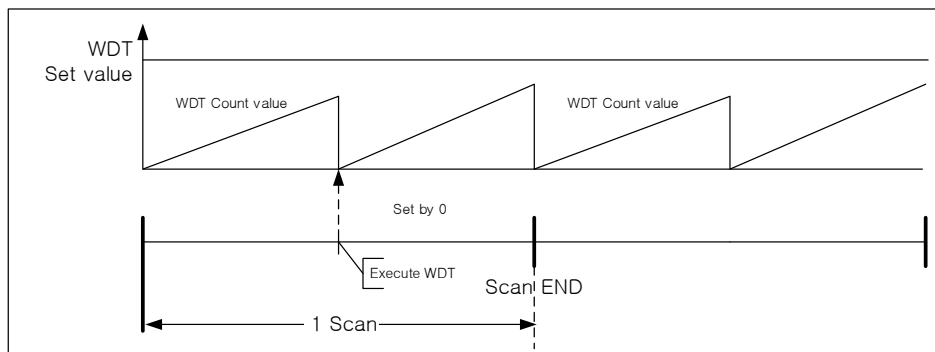 WDT
Set value
WDT Count value
WDT Count value
Set by 0
Execute WDT
Scan END
1 Scan